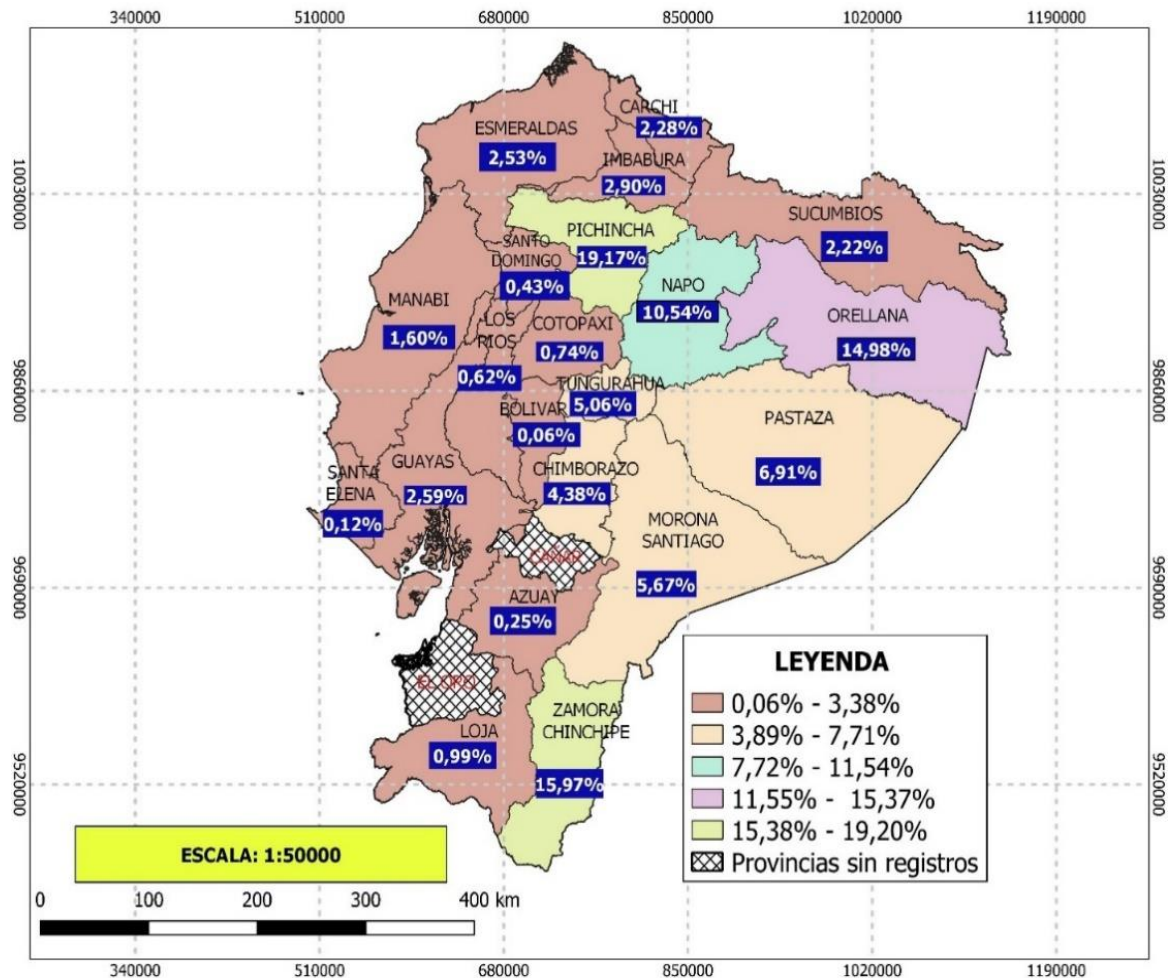 340000 510000 680000 850000 1020000 1190000
10030000
9860000
9690000
9520000
10030000
9860000
9690000
9520000
CARCHI
2,28%
ESMERALDAS
2,53%
IMBABURA
2,90%
SUCUMBIOS
2,22%
PICHINCHA
19,17%
SANTO
DOMINGO
0,43%
NAPO
10,54%
MANABI
1,60%
LOS
RIOS
0,62%
COTOPAXI
0,74%
ORELLANA
14,98%
TUNGURAHUA
5,06%
BOLIVAR
0,06%
PASTAZA
6,91%
GUAYAS
2,59%
SANTA
ELENA
0,12%
CHIMBORAZO
4,38%
MORONA
SANTIAGO
5,67%
CAÑAR
AZUAY
0,25%
EL ORO
LOJA
0,99%
ZAMORA
CHINCHIPE
15,97%
LEYENDA
0,06% - 3,38%
3,89% - 7,71%
7,72% - 11,54%
11,55% - 15,37%
15,38% - 19,20%
Provincias sin registros
ESCALA: 1:50000
0 100 200 300 400 km
340000 510000 680000 850000 1020000 1190000